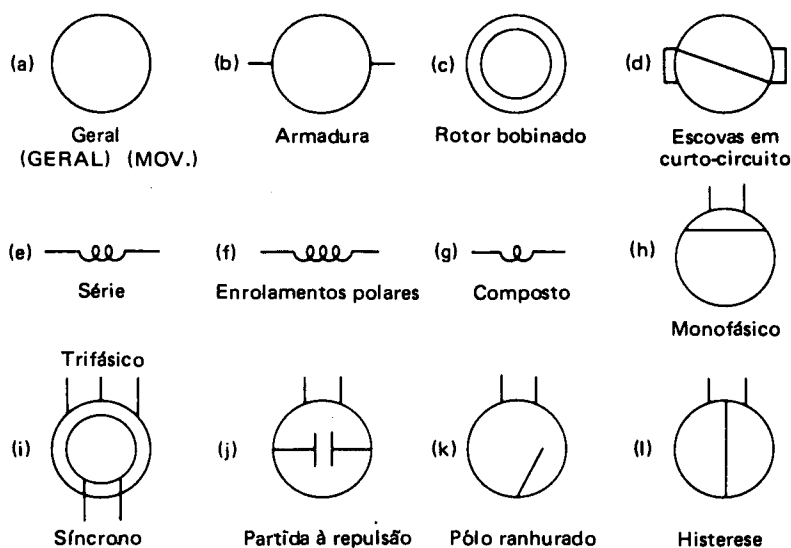 (a)
Geral
(GERAL) (MOV.)
(b)
Armadura
(c)
Rotor bobinado
(d)
Escovas em
curto-circuito
(e)
Série
(f)
Enrolamentos polares
(g)
Composto
(h)
Monofásico
Trifásico
(i)
Síncrono
(j)
Partida à repulsão
(k)
Pólo ranhurado
(l)
Histerese